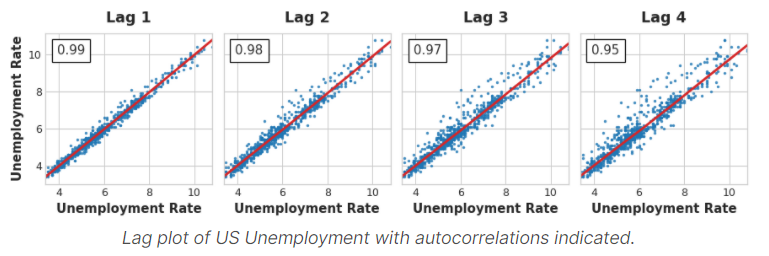 Lag 1 Lag 2 Lag 3 Lag 4
0.99 0.98 0.97 0.95
Unemployment Rate
10
8
6
4
4 6 8 10 4 6 8 10 4 6 8 10 4 6 8 10
Unemployment Rate Unemployment Rate Unemployment Rate Unemployment Rate
Lag plot of US Unemployment with autocorrelations indicated.